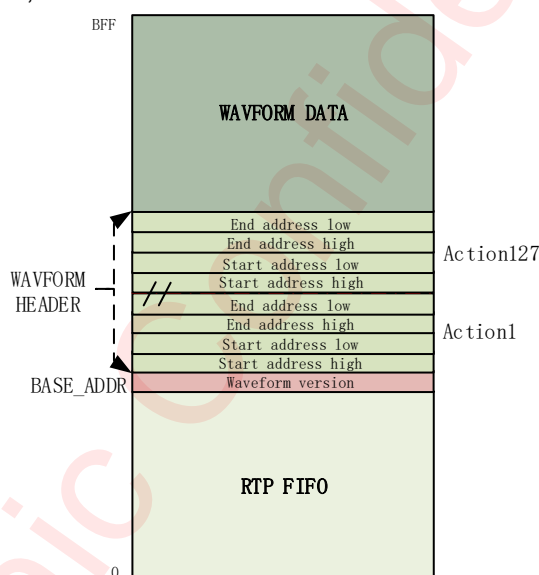 BFF
WAVFORM DATA
End address low
End address high
Start address low
Start address high
Action127
WAVFORM
HEADER
End address low
End address high
Start address low
Start address high
Action1
BASE_ADDR
Waveform version
RTP FIFO
0